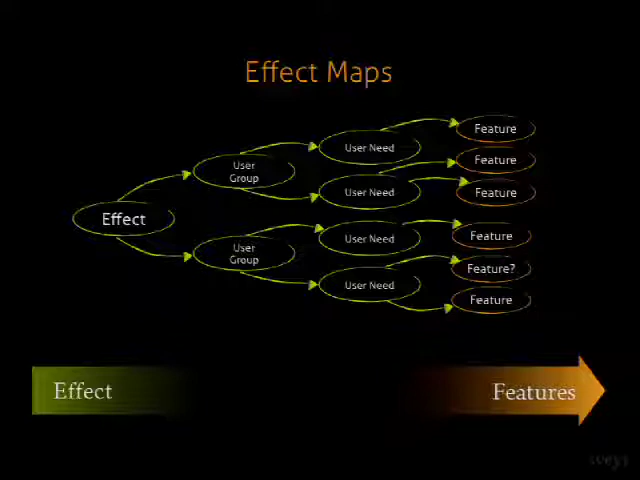 Effect Maps
Effect
User
Group
User
Group
User Need
User Need
User Need
User Need
Feature
Feature
Feature
Feature
Feature?
Feature
Effect
Features